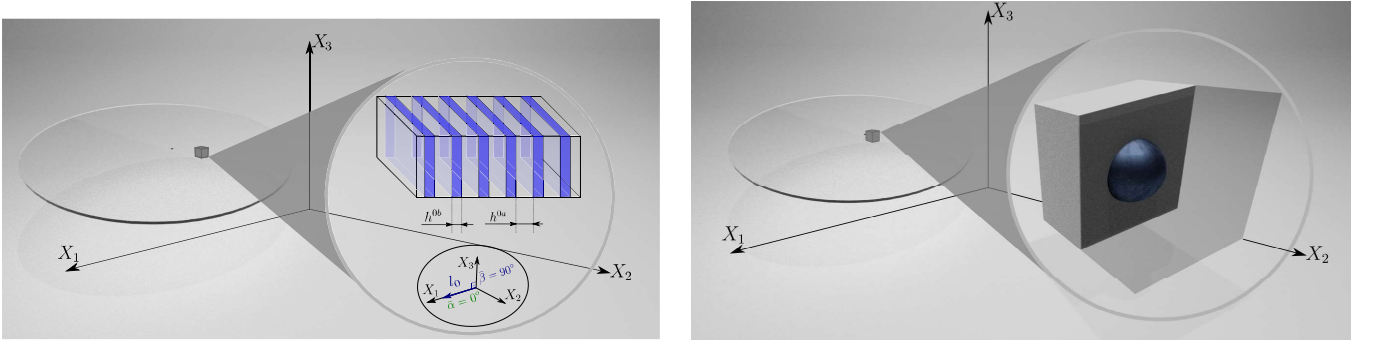 X₃
h⁰ᵇ
h⁰ᵃ
X₁
X₂
X₃
β̄ = 90°
l₀
X₁
ᾱ = 0°
X₂
X₃
X₁
X₂